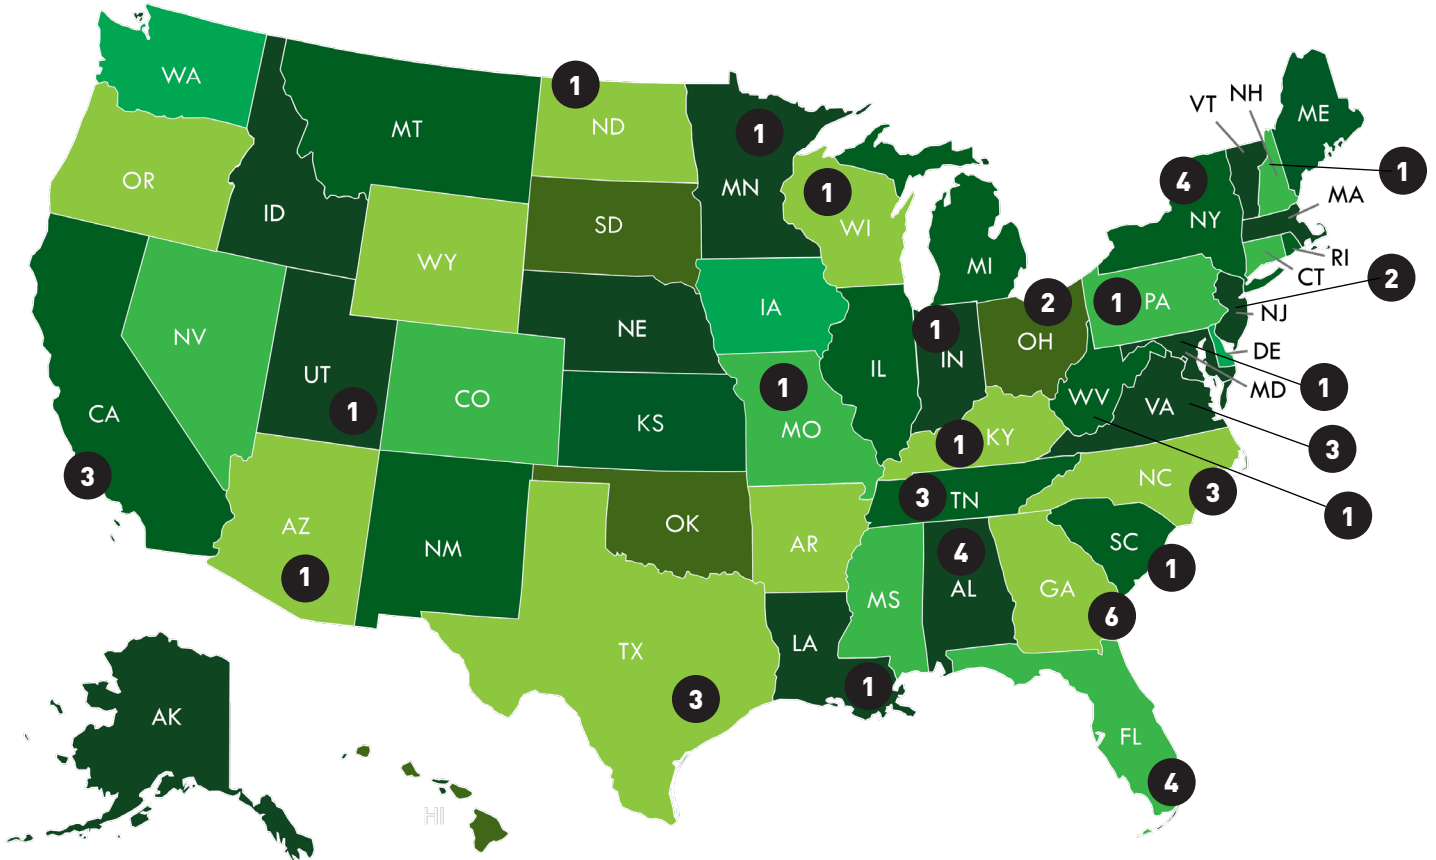 WA
OR
CA
3
NV
ID
MT
WY
UT
1
CO
AZ
1
NM
1
ND
SD
NE
KS
OK
TX
3
1
MN
IA
1
MO
AR
LA
1
1
WI
IL
MI
1
IN
2
OH
1
KY
3
TN
MS
4
AL
GA
6
FL
4
SC
1
NC
3
VA
3
WV
1
1
PA
4
NY
VT
NH
ME
1
MA
RI
CT
2
NJ
DE
MD
1
AK
HI